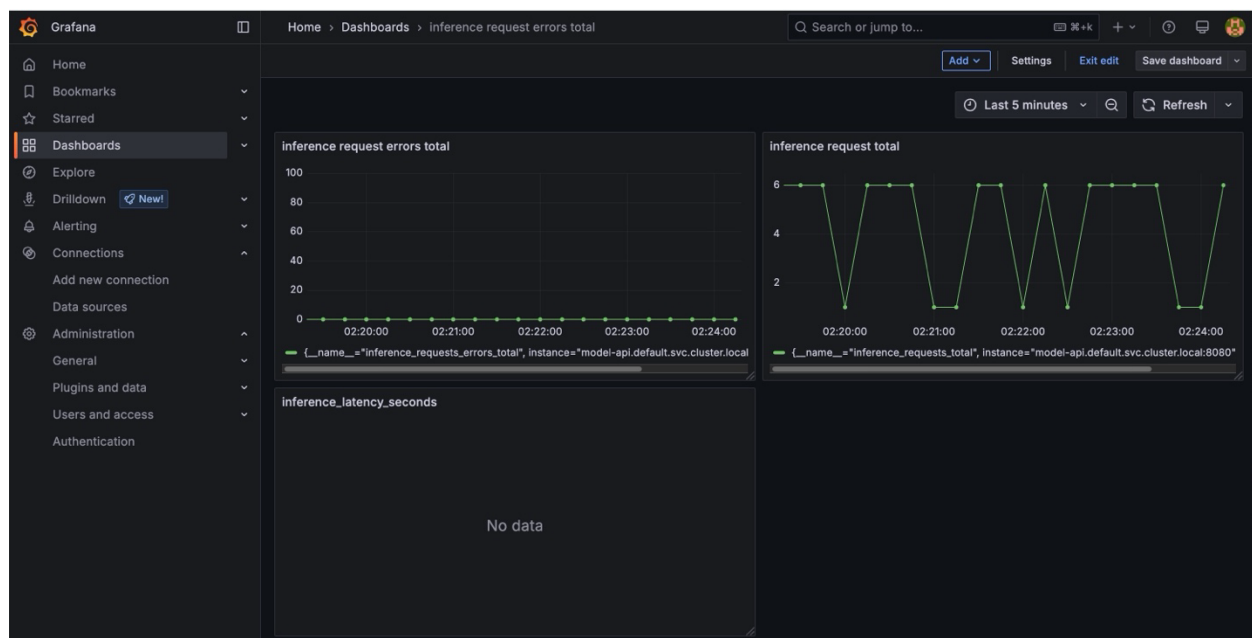 Grafana
Home › Dashboards › inference request errors total
Search or jump to...
⌘+k
Add
Settings
Exit edit
Save dashboard
Home
Bookmarks
Starred
Dashboards
Explore
Drilldown New!
Alerting
Connections
Add new connection
Data sources
Administration
General
Plugins and data
Users and access
Authentication
Last 5 minutes
Refresh
inference request errors total
100
80
60
40
20
0
02:20:00 02:21:00 02:22:00 02:23:00 02:24:00
{__name__="inference_requests_errors_total", instance="model-api.default.svc.cluster.local
inference request total
6
4
2
02:20:00 02:21:00 02:22:00 02:23:00 02:24:00
{__name__="inference_requests_total", instance="model-api.default.svc.cluster.local:8080"
inference_latency_seconds
No data